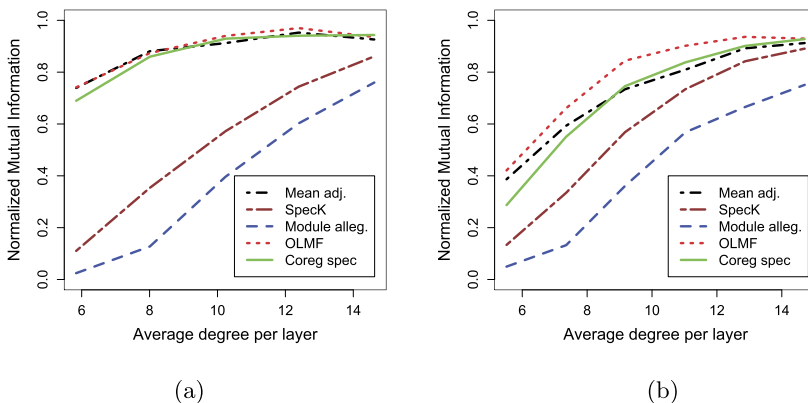 Normalized Mutual Information
1.0
0.8
0.6
0.4
0.2
0.0
Mean adj.
SpecK
Module alleg.
OLMF
Coreg spec
6 8 10 12 14
Average degree per layer
(a)
Normalized Mutual Information
1.0
0.8
0.6
0.4
0.2
0.0
Mean adj.
SpecK
Module alleg.
OLMF
Coreg spec
6 8 10 12 14
Average degree per layer
(b)